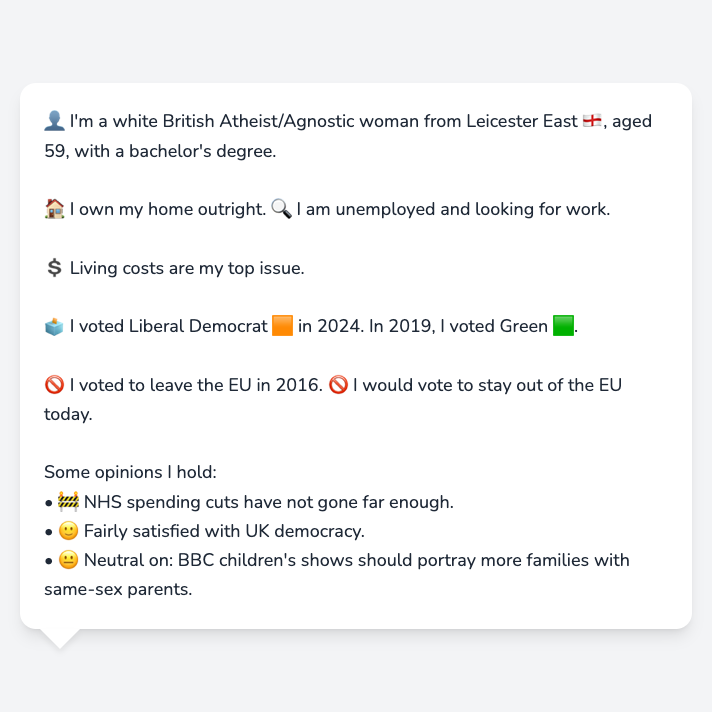 👤 I'm a white British Atheist/Agnostic woman from Leicester East 🏴󠁧󠁢󠁥󠁮󠁧󠁿, aged
59, with a bachelor's degree.
🏠 I own my home outright. 🔍 I am unemployed and looking for work.
💲 Living costs are my top issue.
🗳️ I voted Liberal Democrat 🟧 in 2024. In 2019, I voted Green 🟩.
🚫 I voted to leave the EU in 2016. 🚫 I would vote to stay out of the EU
today.
Some opinions I hold:
• 🚧 NHS spending cuts have not gone far enough.
• 🙂 Fairly satisfied with UK democracy.
• 😐 Neutral on: BBC children's shows should portray more families with
same-sex parents.